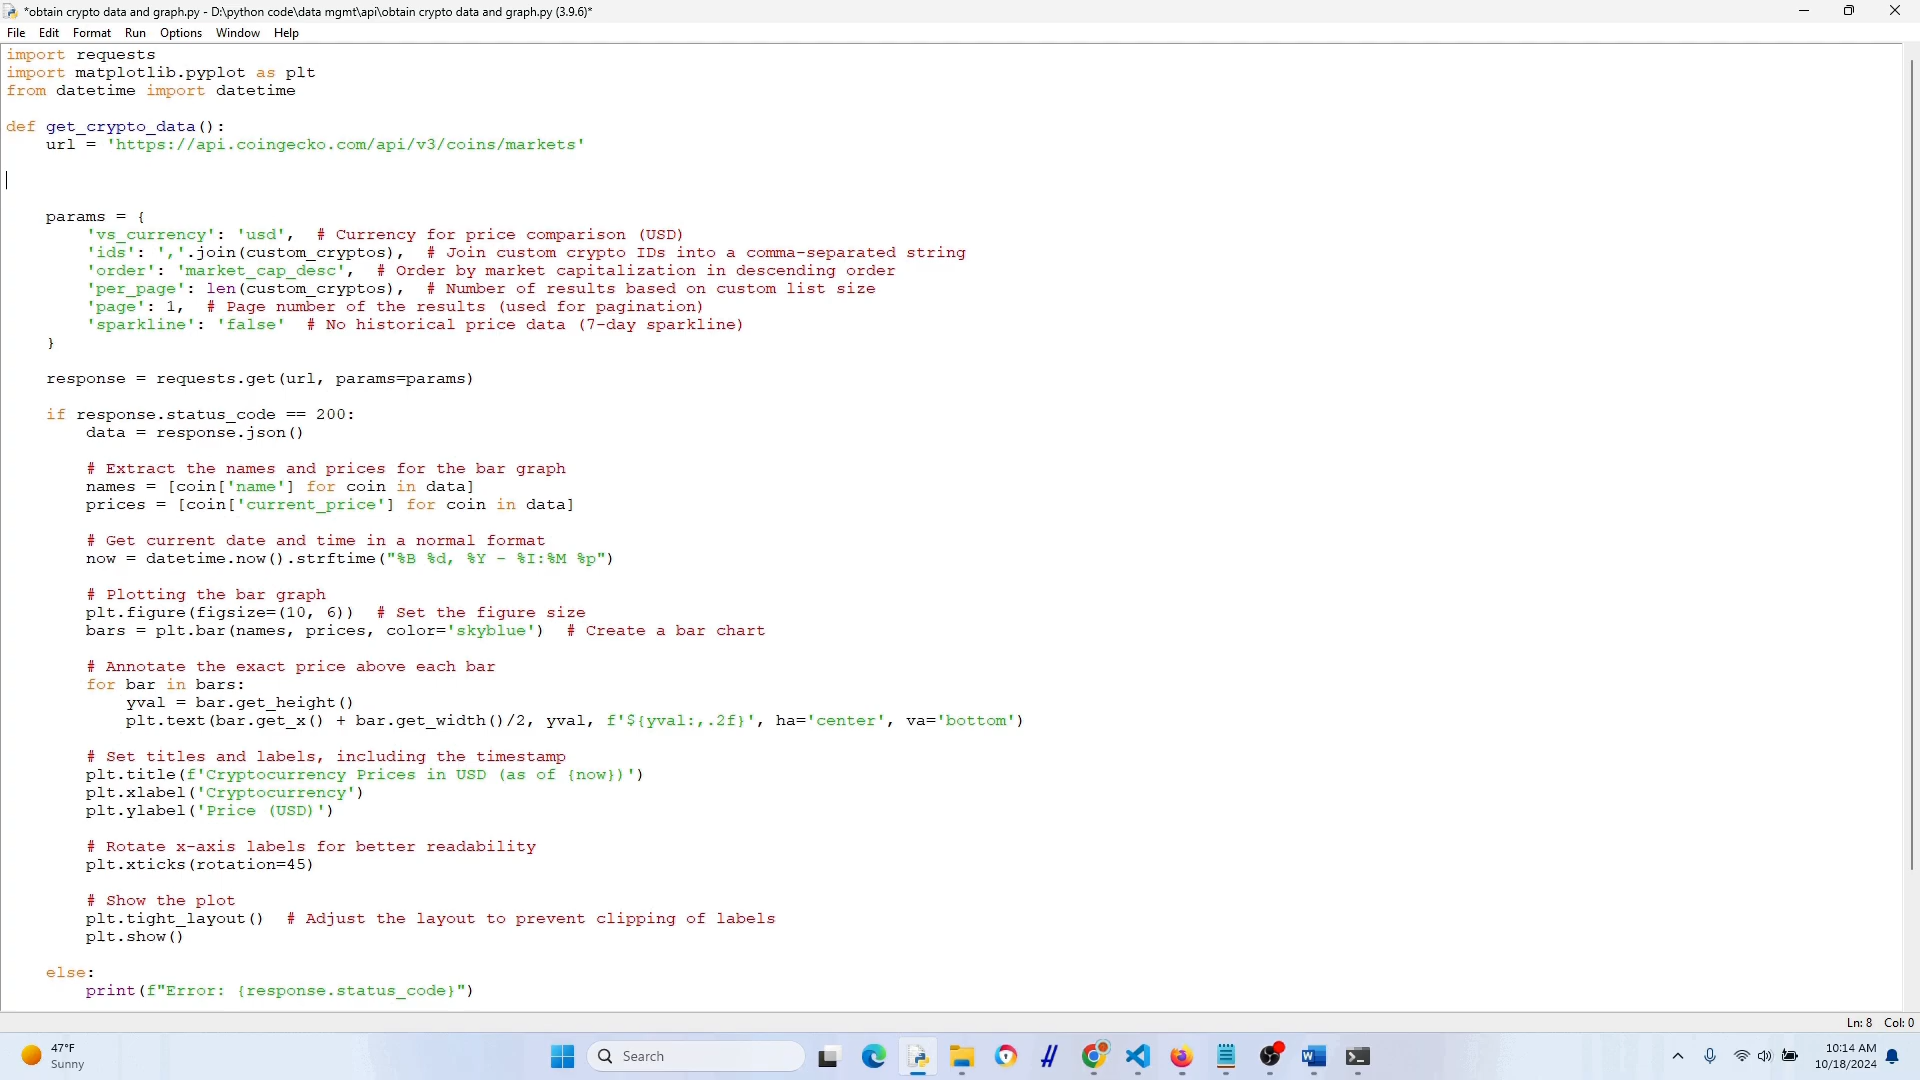 *obtain crypto data and graph.py - D:\python code\data mgmt\api\obtain crypto data and graph.py (3.9.6)*
File Edit Format Run Options Window Help
import requests
import matplotlib.pyplot as plt
from datetime import datetime
def get_crypto_data():
    url = 'https://api.coingecko.com/api/v3/coins/markets'
    params = {
        'vs_currency': 'usd',  # Currency for price comparison (USD)
        'ids': ','.join(custom_cryptos),  # Join custom crypto IDs into a comma-separated string
        'order': 'market_cap_desc',  # Order by market capitalization in descending order
        'per_page': len(custom_cryptos),  # Number of results based on custom list size
        'page': 1,  # Page number of the results (used for pagination)
        'sparkline': 'false'  # No historical price data (7-day sparkline)
    }
    response = requests.get(url, params=params)
    if response.status_code == 200:
        data = response.json()
        # Extract the names and prices for the bar graph
        names = [coin['name'] for coin in data]
        prices = [coin['current_price'] for coin in data]
        # Get current date and time in a normal format
        now = datetime.now().strftime("%B %d, %Y - %I:%M %p")
        # Plotting the bar graph
        plt.figure(figsize=(10, 6))  # Set the figure size
        bars = plt.bar(names, prices, color='skyblue')  # Create a bar chart
        # Annotate the exact price above each bar
        for bar in bars:
            yval = bar.get_height()
            plt.text(bar.get_x() + bar.get_width()/2, yval, f'${yval:,.2f}', ha='center', va='bottom')
        # Set titles and labels, including the timestamp
        plt.title(f'Cryptocurrency Prices in USD (as of {now})')
        plt.xlabel('Cryptocurrency')
        plt.ylabel('Price (USD)')
        # Rotate x-axis labels for better readability
        plt.xticks(rotation=45)
        # Show the plot
        plt.tight_layout()  # Adjust the layout to prevent clipping of labels
        plt.show()
    else:
        print(f"Error: {response.status_code}")
Ln: 8 Col: 0
47°F
Sunny
Search
10:14 AM
10/18/2024